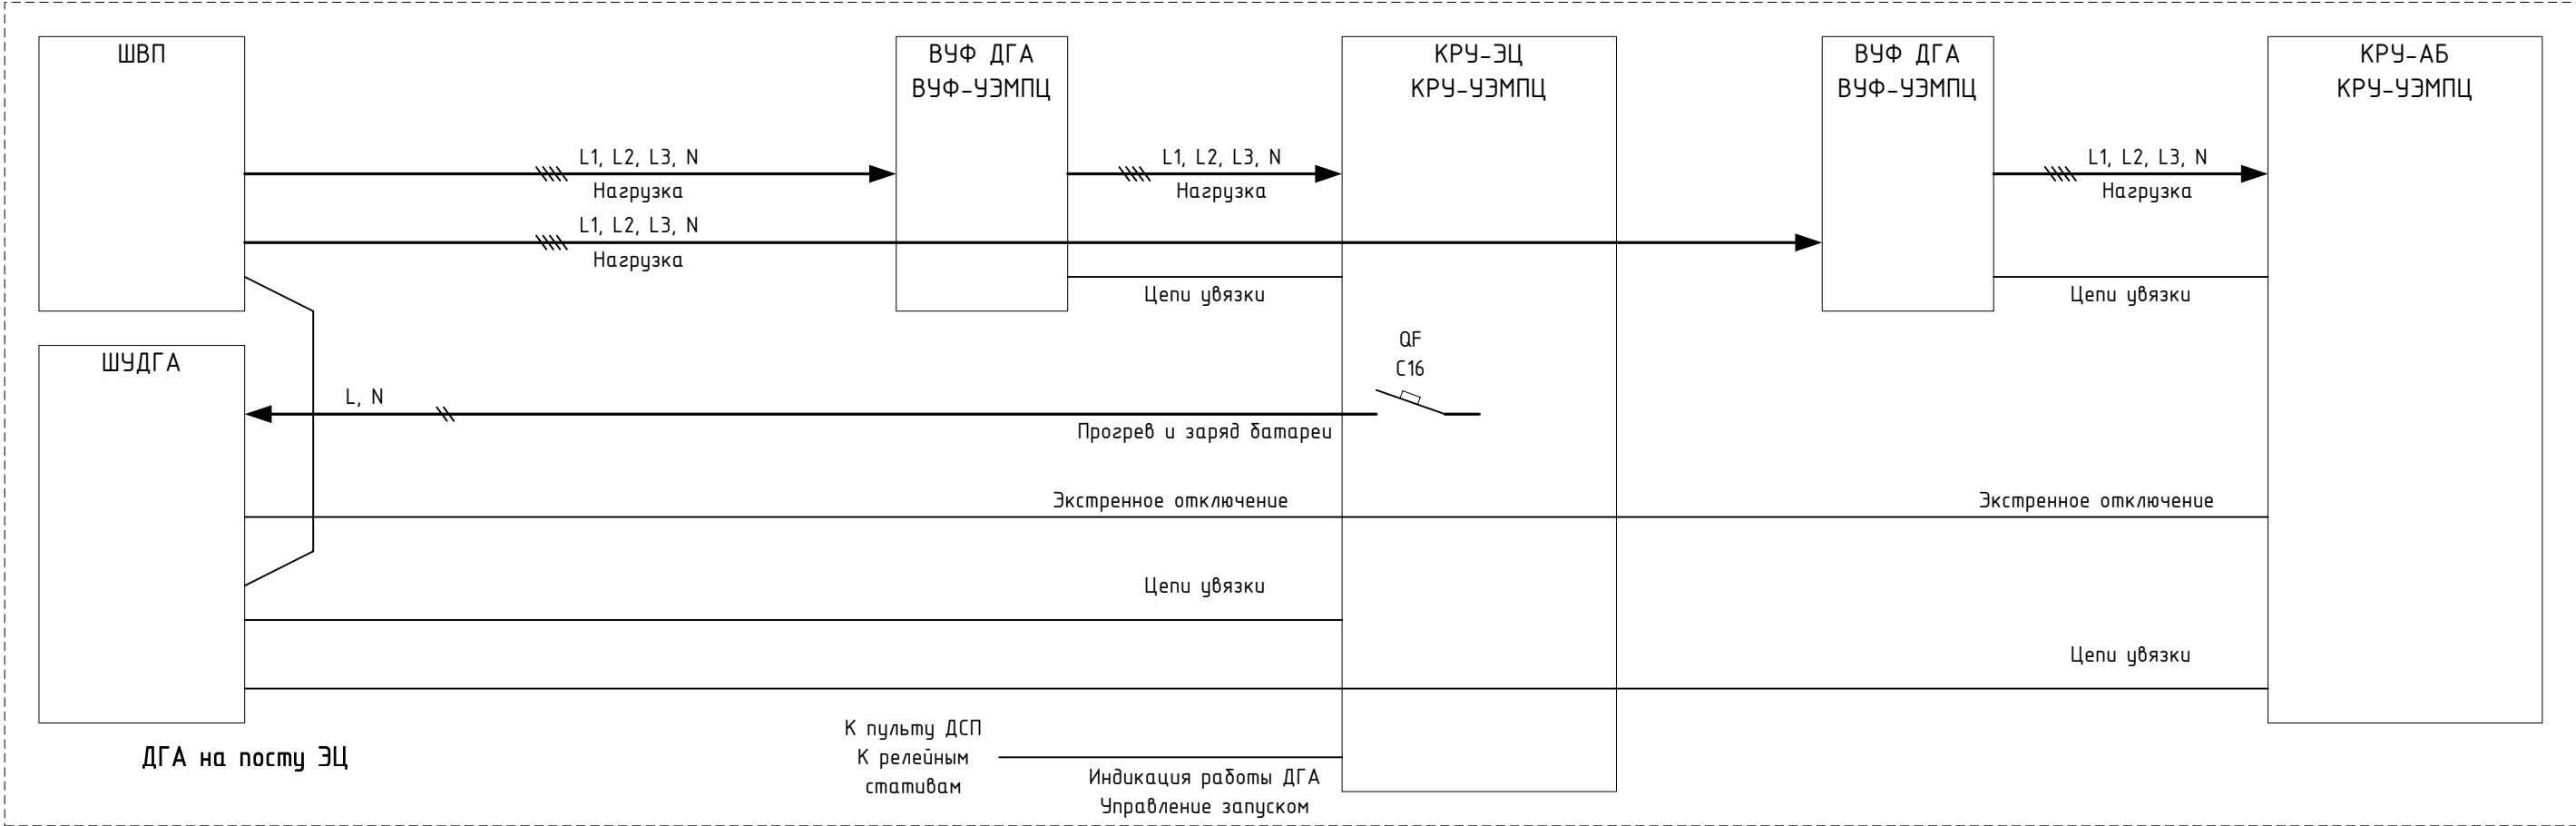 ШВП
ВУФ ДГА
ВУФ-УЭМПЦ
КРУ-ЭЦ
КРУ-УЭМПЦ
ВУФ ДГА
ВУФ-УЭМПЦ
КРУ-АБ
КРУ-УЭМПЦ
L1, L2, L3, N
Нагрузка
L1, L2, L3, N
Нагрузка
L1, L2, L3, N
Нагрузка
L1, L2, L3, N
Нагрузка
Цепи увязки
Цепи увязки
ШУДГА
QF
C16
L, N
Прогрев и заряд батареи
Экстренное отключение
Экстренное отключение
Цепи увязки
Цепи увязки
ДГА на посту ЭЦ
К пульту ДСП
К релейным
стативам
Индикация работы ДГА
Управление запуском